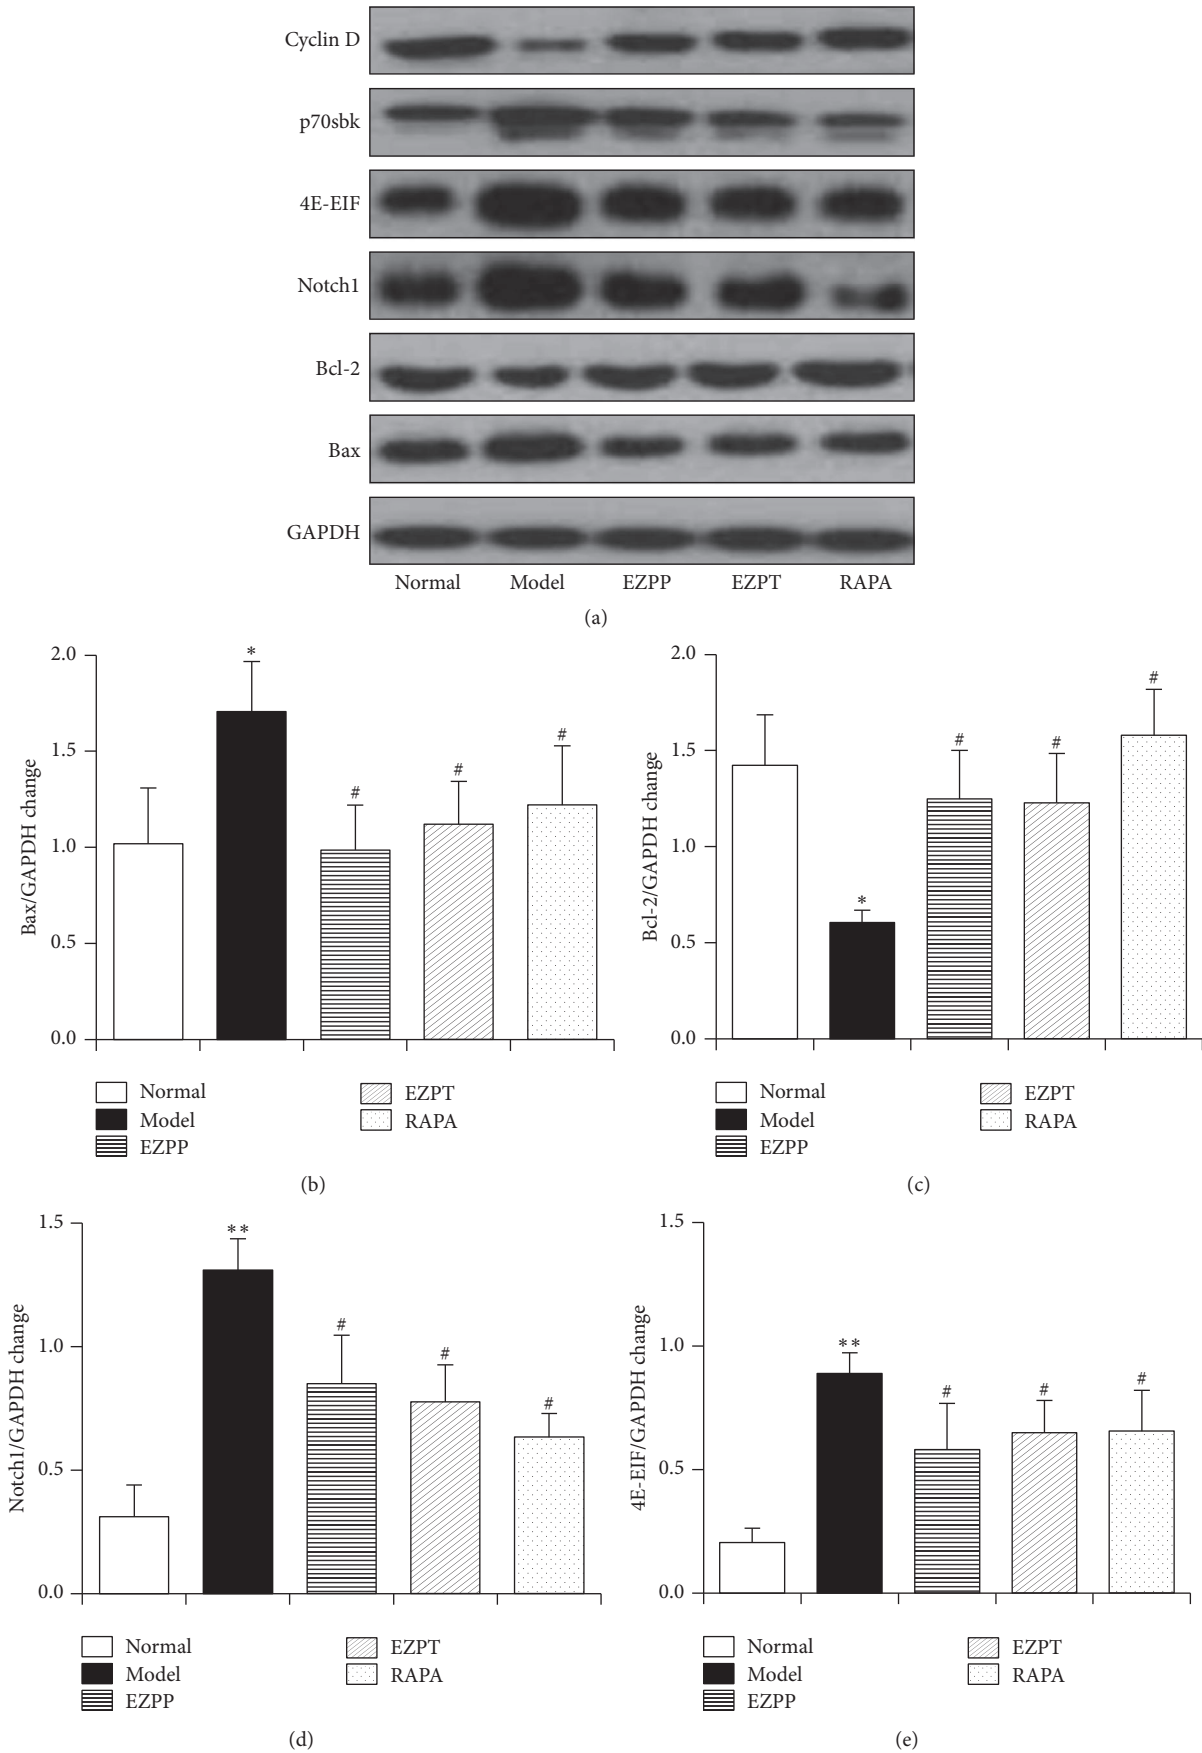 Cyclin D
p70sbk
4E-EIF
Notch1
Bcl-2
Bax
GAPDH
Normal Model EZPP EZPT RAPA
(a)
Bax/GAPDH change
2.0
1.5
1.0
0.5
0.0
*
#
#
#
Normal
Model
EZPP
EZPT
RAPA
(b)
Bcl-2/GAPDH change
2.0
1.5
1.0
0.5
0.0
*
#
#
#
Normal
Model
EZPP
EZPT
RAPA
(c)
Notch1/GAPDH change
1.5
1.0
0.5
0.0
**
#
#
#
Normal
Model
EZPP
EZPT
RAPA
(d)
4E-EIF/GAPDH change
1.5
1.0
0.5
0.0
**
#
#
#
Normal
Model
EZPP
EZPT
RAPA
(e)